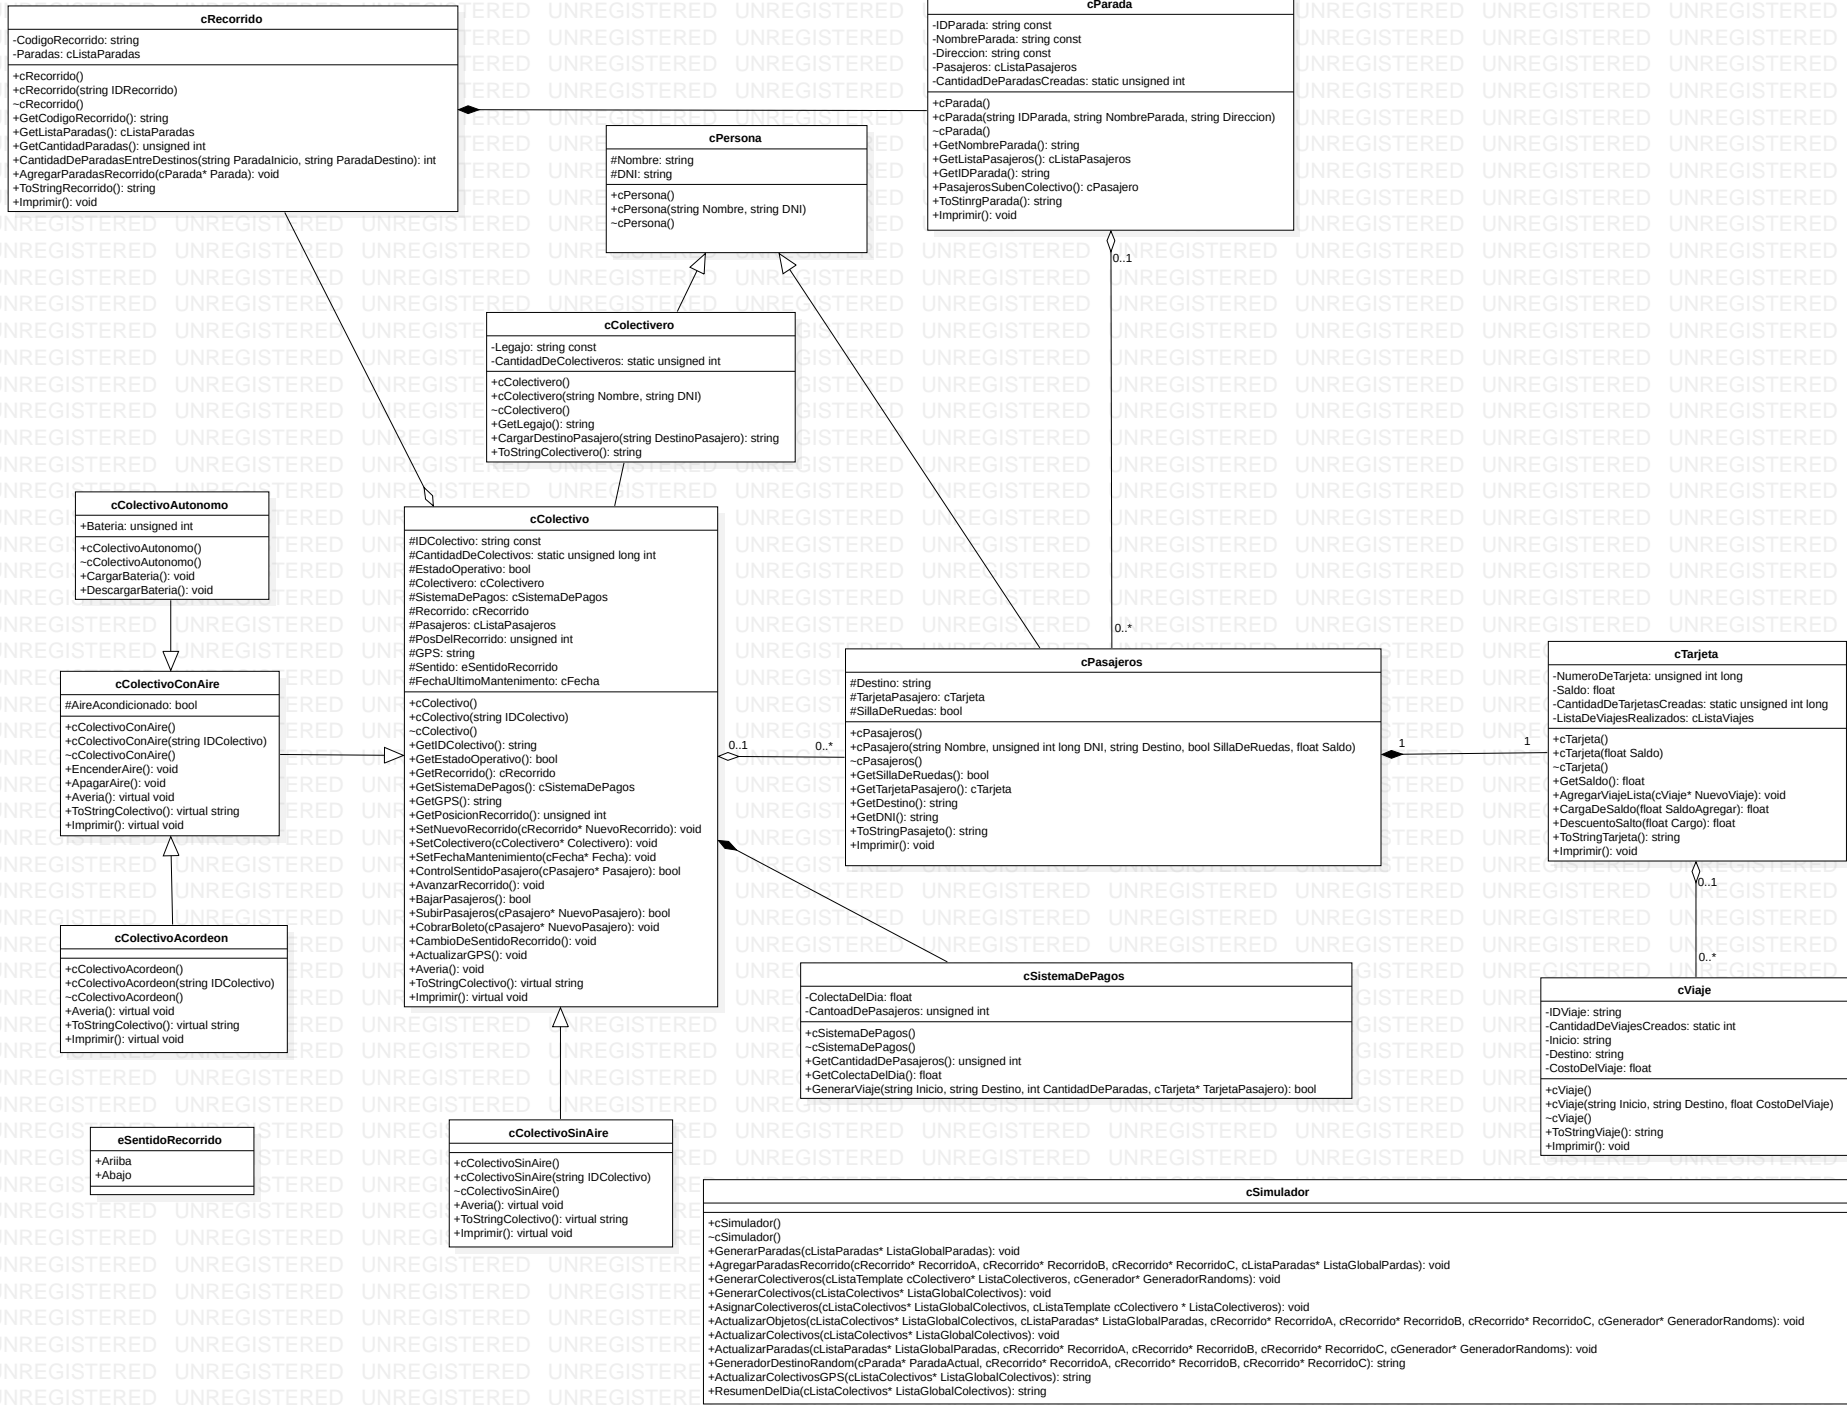 cRecorrido
-CodigoRecorrido: string
-Paradas: cListaParadas
+cRecorrido()
+cRecorrido(string IDRecorrido)
~cRecorrido()
+GetCodigoRecorrido(): string
+GetListaParadas(): cListaParadas
+GetCantidadParadas(): unsigned int
+CantidadDeParadasEntreDestinos(string ParadaInicio, string ParadaDestino): int
+AgregarParadasRecorrido(cParada* Parada): void
+ToStringRecorrido(): string
+Imprimir(): void
cParada
-IDParada: string const
-NombreParada: string const
-Direccion: string const
-Pasajeros: cListaPasajeros
-CantidadDeParadasCreadas: static unsigned int
+cParada()
+cParada(string IDParada, string NombreParada, string Direccion)
~cParada()
+GetNombreParada(): string
+GetListaPasajeros(): cListaPasajeros
+GetIDParada(): string
+PasajerosSubenColectivo(): cPasajero
+ToStinrgParada(): string
+Imprimir(): void
cPersona
#Nombre: string
#DNI: string
+cPersona()
+cPersona(string Nombre, string DNI)
~cPersona()
0..1
cColectivero
-Legajo: string const
-CantidadDeColectiveros: static unsigned int
+cColectivero()
+cColectivero(string Nombre, string DNI)
~cColectivero()
+GetLegajo(): string
+CargarDestinoPasajero(string DestinoPasajero): string
+ToStringColectivero(): string
cColectivoAutonomo
+Bateria: unsigned int
+cColectivoAutonomo()
~cColectivoAutonomo()
+CargarBateria(): void
+DescargarBateria(): void
cColectivo
#IDColectivo: string const
#CantidadDeColectivos: static unsigned long int
#EstadoOperativo: bool
#Colectivero: cColectivero
#SistemaDePagos: cSistemaDePagos
#Recorrido: cRecorrido
#Pasajeros: cListaPasajeros
#PosDelRecorrido: unsigned int
#GPS: string
#Sentido: eSentidoRecorrido
#FechaUltimoMantenimento: cFecha
+cColectivo()
+cColectivo(string IDColectivo)
~cColectivo()
+GetIDColectivo(): string
+GetEstadoOperativo(): bool
+GetRecorrido(): cRecorrido
+GetSistemaDePagos(): cSistemaDePagos
+GetGPS(): string
+GetPosicionRecorrido(): unsigned int
+SetNuevoRecorrido(cRecorrido* NuevoRecorrido): void
+SetColectivero(cColectivero* Colectivero): void
+SetFechaMantenimento(cFecha* Fecha): void
+ControlSentidoPasajero(cPasajero* Pasajero): bool
+AvanzarRecorrido(): void
+BajarPasajeros(): bool
+SubirPasajeros(cPasajero* NuevoPasajero): bool
+CobrarBoleto(cPasajero* NuevoPasajero): void
+CambioDeSentidoRecorrido(): void
+ActualizarGPS(): void
+Averia(): void
+ToStringColectivo(): virtual string
+Imprimir(): virtual void
0..*
cPasajeros
#Destino: string
#TarjetaPasajero: cTarjeta
#SillaDeRuedas: bool
+cPasajeros()
+cPasajero(string Nombre, unsigned int long DNI, string Destino, bool SillaDeRuedas, float Saldo)
~cPasajeros()
+GetSillaDeRuedas(): bool
+GetTarjetaPasajero(): cTarjeta
+GetDestino(): string
+GetDNI(): string
+ToStringPasajeto(): string
+Imprimir(): void
0..1
0..*
1
1
cTarjeta
-NumeroDeTarjeta: unsigned int long
-Saldo: float
-CantidadDeTarjetasCreadas: static unsigned int long
-ListaDeViajesRealizados: cListaViajes
+cTarjeta()
+cTarjeta(float Saldo)
~cTarjeta()
+GetSaldo(): float
+AgregarViajeLista(cViaje* NuevoViaje): void
+CargaDeSaldo(float SaldoAgregar): float
+DescuentoSalto(float Cargo): float
+ToStringTarjeta(): string
+Imprimir(): void
cColectivoConAire
#AireAcondicionado: bool
+cColectivoConAire()
+cColectivoConAire(string IDColectivo)
~cColectivoConAire()
+EncenderAire(): void
+ApagarAire(): void
+Averia(): virtual void
+ToStringColectivo(): virtual string
+Imprimir(): virtual void
0..1
0..*
cColectivoAcordeon
+cColectivoAcordeon()
+cColectivoAcordeon(string IDColectivo)
~cColectivoAcordeon()
+Averia(): virtual void
+ToStringColectivo(): virtual string
+Imprimir(): virtual void
cSistemaDePagos
-ColectaDelDia: float
-CantoadDePasajeros: unsigned int
+cSistemaDePagos()
~cSistemaDePagos()
+GetCantidadDePasajeros(): unsigned int
+GetColectaDelDia(): float
+GenerarViaje(string Inicio, string Destino, int CantidadDeParadas, cTarjeta* TarjetaPasajero): bool
cViaje
-IDViaje: string
-CantidadDeViajesCreados: static int
-Inicio: string
-Destino: string
-CostoDelViaje: float
+cViaje()
+cViaje(string Inicio, string Destino, float CostoDelViaje)
~cViaje()
+ToStringViaje(): string
+Imprimir(): void
eSentidoRecorrido
+Ariiba
+Abajo
cColectivoSinAire
+cColectivoSinAire()
+cColectivoSinAire(string IDColectivo)
~cColectivoSinAire()
+Averia(): virtual void
+ToStringColectivo(): virtual string
+Imprimir(): virtual void
cSimulador
+cSimulador()
~cSimulador()
+GenerarParadas(cListaParadas* ListaGlobalParadas): void
+AgregarParadasRecorrido(cRecorrido* RecorridoA, cRecorrido* RecorridoB, cRecorrido* RecorridoC, cListaParadas* ListaGlobalPardas): void
+GenerarColectiveros(cListaTemplate cColectivero* ListaColectiveros, cGenerador* GeneradorRandoms): void
+GenerarColectivos(cListaColectivos* ListaGlobalColectivos): void
+AsignarColectiveros(cListaColectivos* ListaGlobalColectivos, cListaTemplate cColectivero * ListaColectiveros): void
+ActualizarObjetos(cListaColectivos* ListaGlobalColectivos, cListaParadas* ListaGlobalParadas, cRecorrido* RecorridoA, cRecorrido* RecorridoB, cRecorrido* RecorridoC, cGenerador* GeneradorRandoms): void
+ActualizarColectivos(cListaColectivos* ListaGlobalColectivos): void
+ActualizarParadas(cListaParadas* ListaGlobalParadas, cRecorrido* RecorridoA, cRecorrido* RecorridoB, cRecorrido* RecorridoC, cGenerador* GeneradorRandoms): void
+GeneradorDestinoRandom(cParada* ParadaActual, cRecorrido* RecorridoA, cRecorrido* RecorridoB, cRecorrido* RecorridoC): string
+ActualizarColectivosGPS(cListaColectivos* ListaGlobalColectivos): string
+ResumenDelDia(cListaColectivos* ListaGlobalColectivos): string